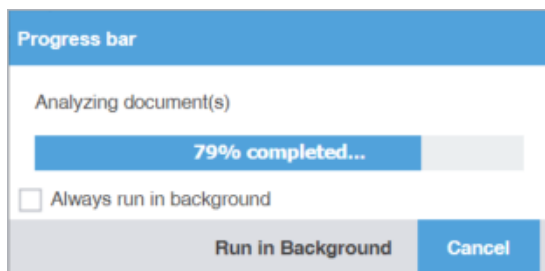 Progress bar
Analyzing document(s)
79% completed...
Always run in background
Run in Background Cancel